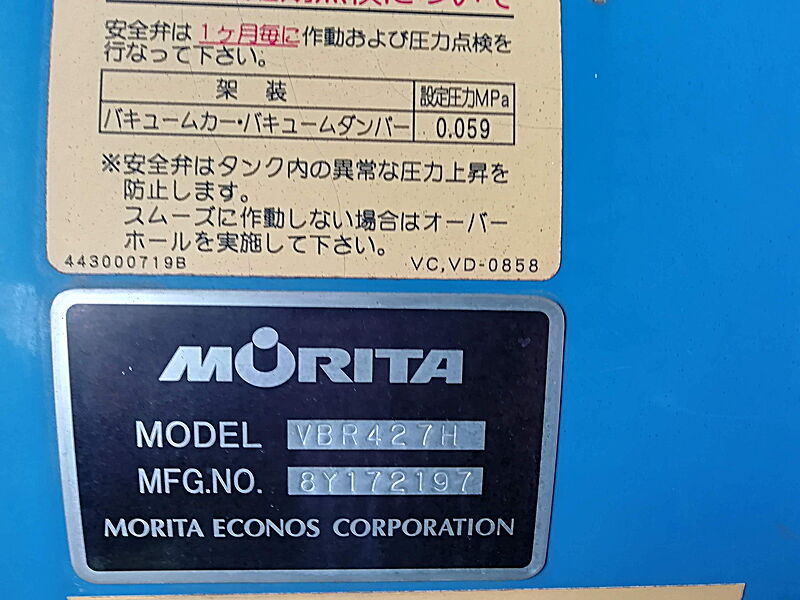 安全弁は1ヶ月毎に作動および圧力点検を
行なって下さい。
架 装 設定圧力MPa
バキュームカー・バキュームダンパー 0.059
※安全弁はタンク内の異常な圧力上昇を
防止します。
スムーズに作動しない場合はオーバー
ホールを実施して下さい。
443000719B VC,VD-0858
MORITA
MODEL VBR427H
MFG.NO. 8Y172197
MORITA ECONOS CORPORATION